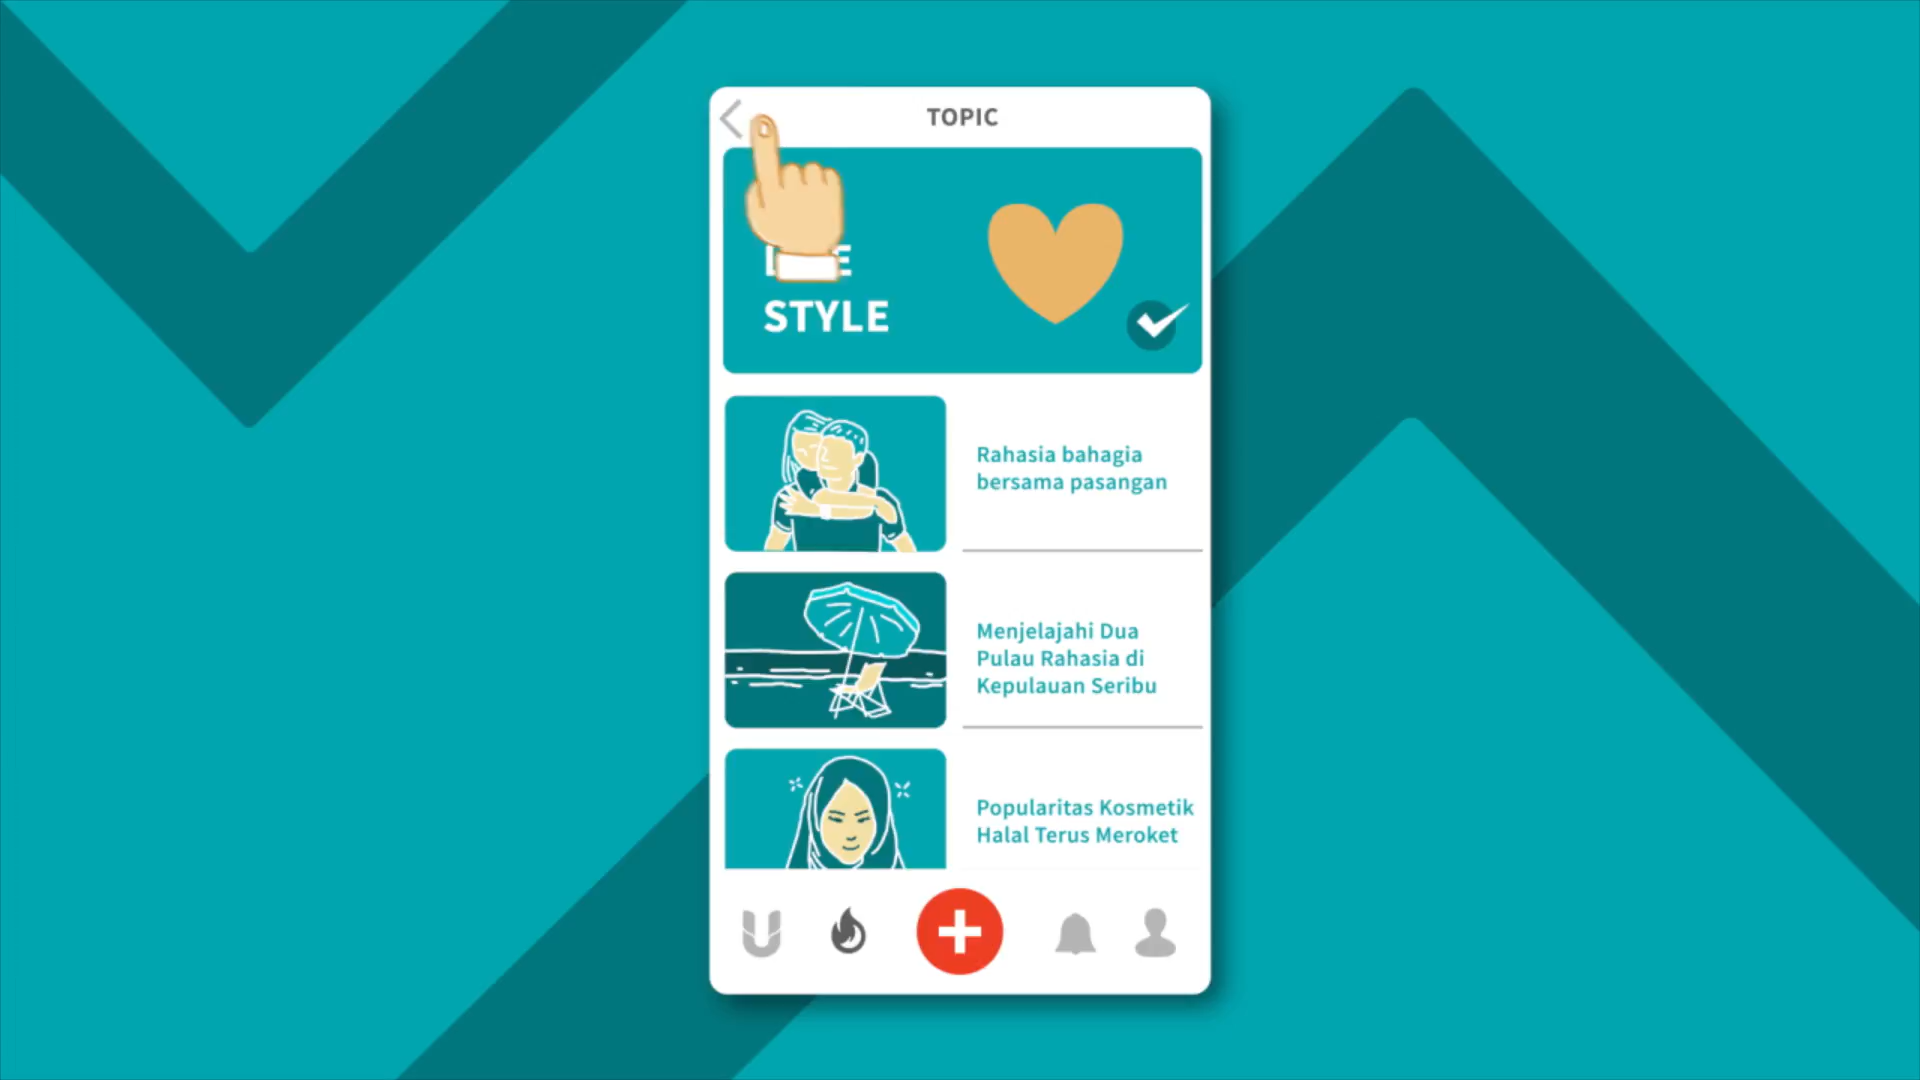 TOPIC
STYLE
Rahasia bahagia
bersama pasangan
Menjelajahi Dua
Pulau Rahasia di
Kepulauan Seribu
Popularitas Kosmetik
Halal Terus Meroket